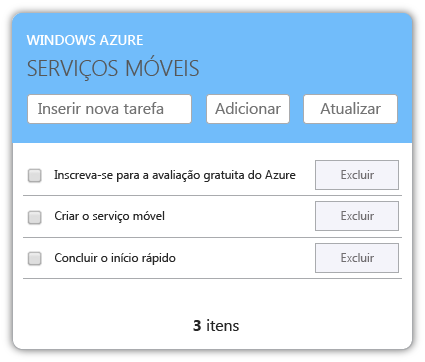 WINDOWS AZURE
SERVIÇOS MÓVEIS
Inserir nova tarefa Adicionar Atualizar
Inscreva-se para a avaliação gratuita do Azure Excluir
Criar o serviço móvel Excluir
Concluir o início rápido Excluir
3 itens